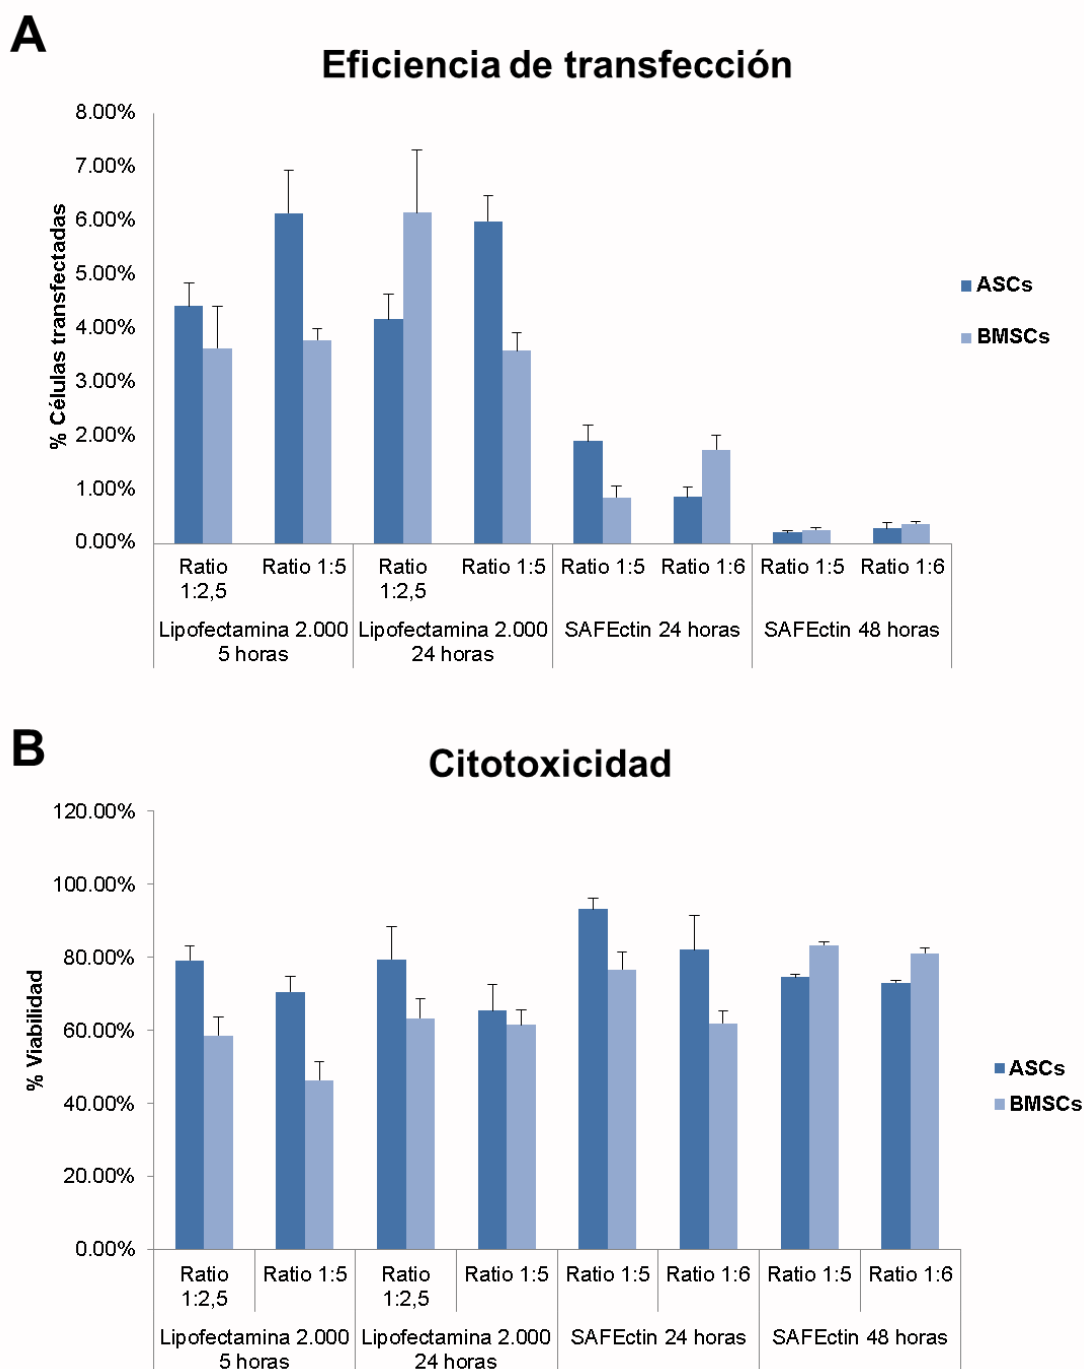 A
Eficiencia de transfección
8.00%
7.00%
6.00%
5.00%
4.00%
3.00%
2.00%
1.00%
0.00%
% Células transfectadas
ASCs
BMSCs
Ratio 1:2,5
Ratio 1:5
Ratio 1:2,5
Ratio 1:5
Ratio 1:5
Ratio 1:6
Ratio 1:5
Ratio 1:6
Lipofectamina 2.000
5 horas
Lipofectamina 2.000
24 horas
SAFEctin 24 horas
SAFEctin 48 horas
B
Citotoxicidad
120.00%
100.00%
80.00%
60.00%
40.00%
20.00%
0.00%
% Viabilidad
ASCs
BMSCs
Ratio 1:2,5
Ratio 1:5
Ratio 1:2,5
Ratio 1:5
Ratio 1:5
Ratio 1:6
Ratio 1:5
Ratio 1:6
Lipofectamina 2.000
5 horas
Lipofectamina 2.000
24 horas
SAFEctin 24 horas
SAFEctin 48 horas